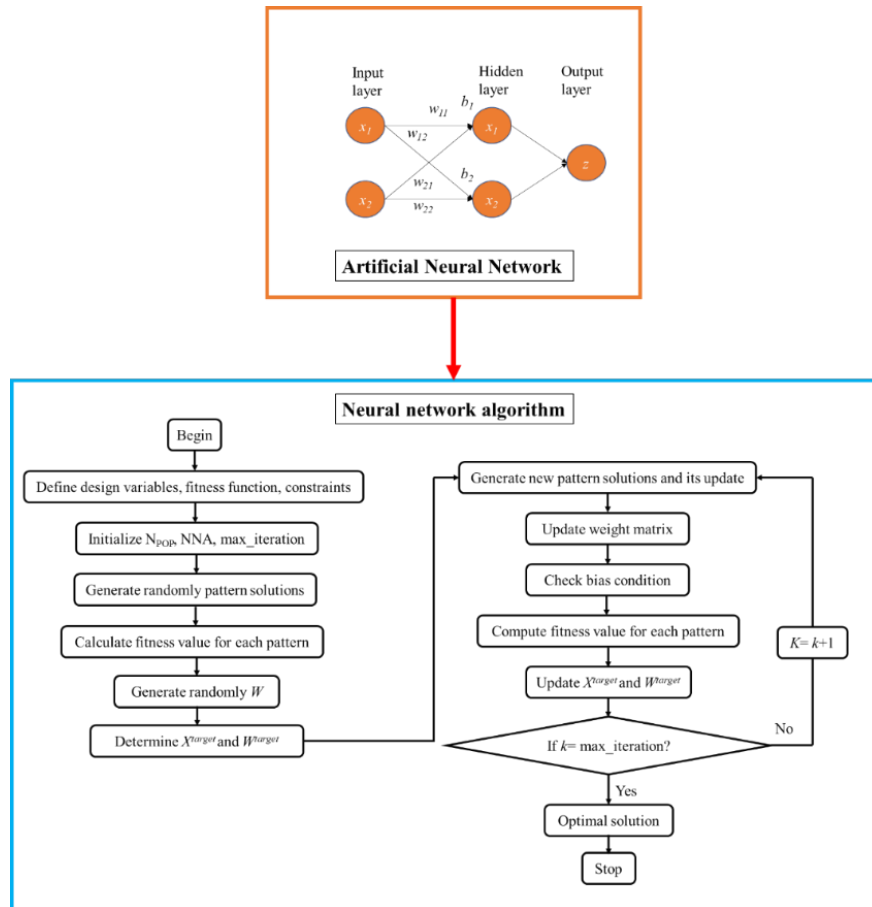 Input
layer
Hidden
layer
Output
layer
b1
w11
x1
w12
x1
z
b2
w21
x2
w22
x2
Artificial Neural Network
Neural network algorithm
Begin
Define design variables, fitness function, constraints
Initialize NPOP, NNA, max_iteration
Generate randomly pattern solutions
Calculate fitness value for each pattern
Generate randomly W
Determine Xtarget and Wtarget
Generate new pattern solutions and its update
Update weight matrix
Check bias condition
Compute fitness value for each pattern
Update Xtarget and Wtarget
If k= max_iteration?
No
K= k+1
Yes
Optimal solution
Stop